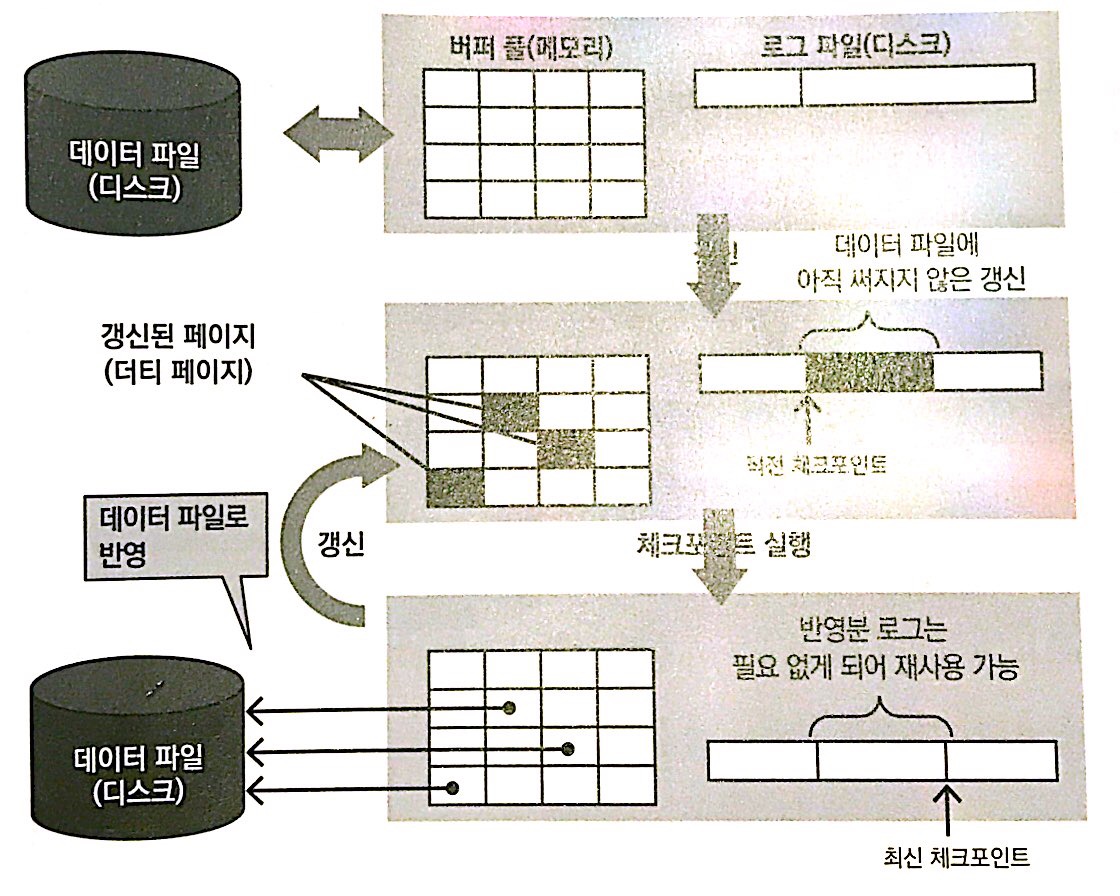 버퍼 풀(메모리)
로그 파일(디스크)
데이터 파일
(디스크)
데이터 파일에
아직 써지지 않은 갱신
갱신된 페이지
(더티 페이지)
직전 체크포인트
데이터 파일로
반영
갱신
체크포인트 실행
반영분 로그는
필요 없게 되어 재사용 가능
데이터 파일
(디스크)
최신 체크포인트